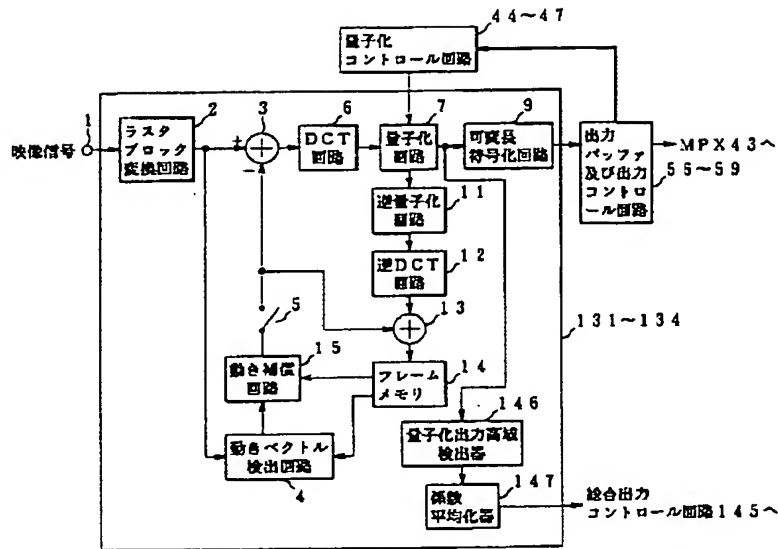 44〜47
量子化
コントロール回路
1
映像信号
2
ラスタ
ブロック
変換回路
3
+
-
6
DCT
回路
7
量子化
回路
9
可変長
符号化回路
出力
バッファ
及び出力
コントロ
ール回路
MPX43へ
56〜59
11
逆量子化
回路
12
逆DCT
回路
5
13
131〜134
15
動き補償
回路
14
フレーム
メモリ
146
量子化出力高域
検出器
動きベクトル
検出回路
4
147
係数
平均化器
総合出力
コントロール回路145へ